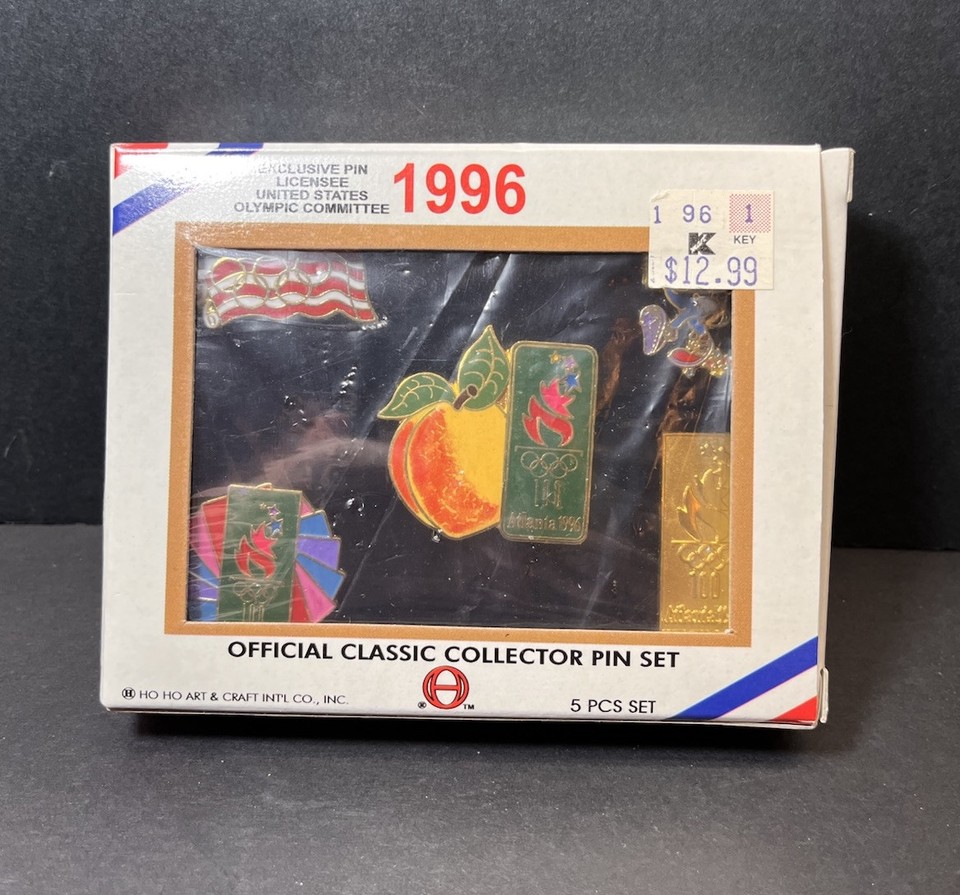 EXCLUSIVE PIN
LICENSEE
UNITED STATES
OLYMPIC COMMITTEE
1996
1 96 1
K KEY
$12.99
Atlanta 1996
OFFICIAL CLASSIC COLLECTOR PIN SET
H HO HO ART & CRAFT INT'L CO., INC.
® H TM
5 PCS SET